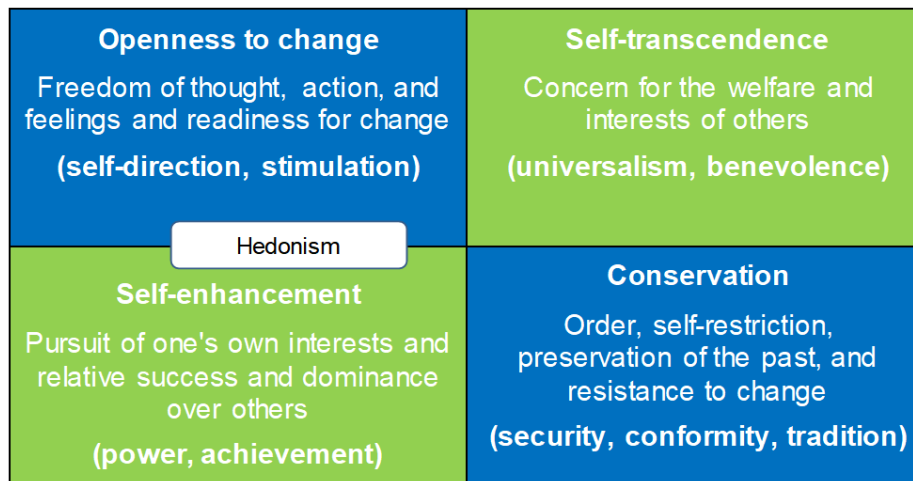 Openness to change
Freedom of thought, action, and
feelings and readiness for change
(self-direction, stimulation)
Self-transcendence
Concern for the welfare and
interests of others
(universalism, benevolence)
Hedonism
Self-enhancement
Pursuit of one's own interests and
relative success and dominance
over others
(power, achievement)
Conservation
Order, self-restriction,
preservation of the past, and
resistance to change
(security, conformity, tradition)